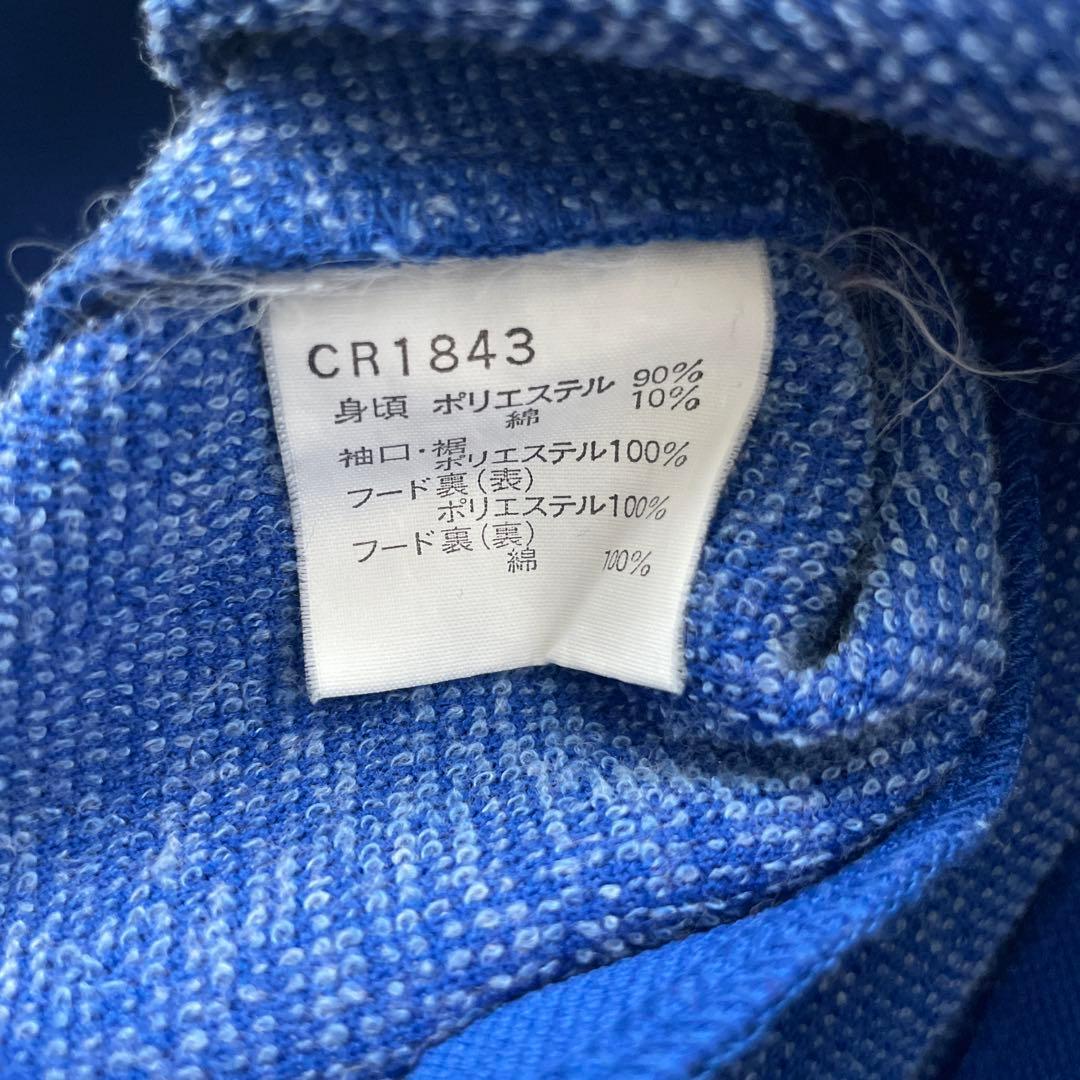 CR1843
身頃 ポリエステル 90%
綿 10%
袖口・裾
ポリエステル100%
フード裏(表)
ポリエステル100%
フード裏(裏)
綿 100%